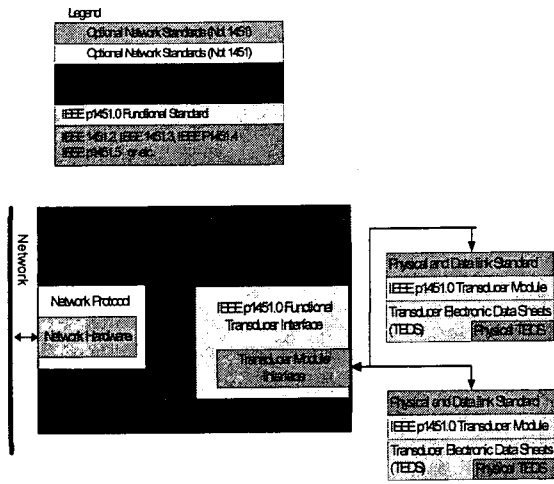 Legend
Optional Network Standards (Not 1451)
Optional Network Standards (Not 1451)
IEEE p1451.0 Functional Standard
IEEE 1451.2, IEEE 1451.3, IEEE P1451.4
IEEE p1451.5 or etc.
Network
Network Protocol
Network Hardware
IEEE p1451.0 Functional
Transducer Interface
Transducer Module
Interface
Physical and Data link Standard
IEEE p1451.0 Transducer Module
Transducer Electronic Data Sheets
(TEDS)
Physical TEDS
Physical and Data link Standard
IEEE p1451.0 Transducer Module
Transducer Electronic Data Sheets
(TEDS)
Physical TEDS